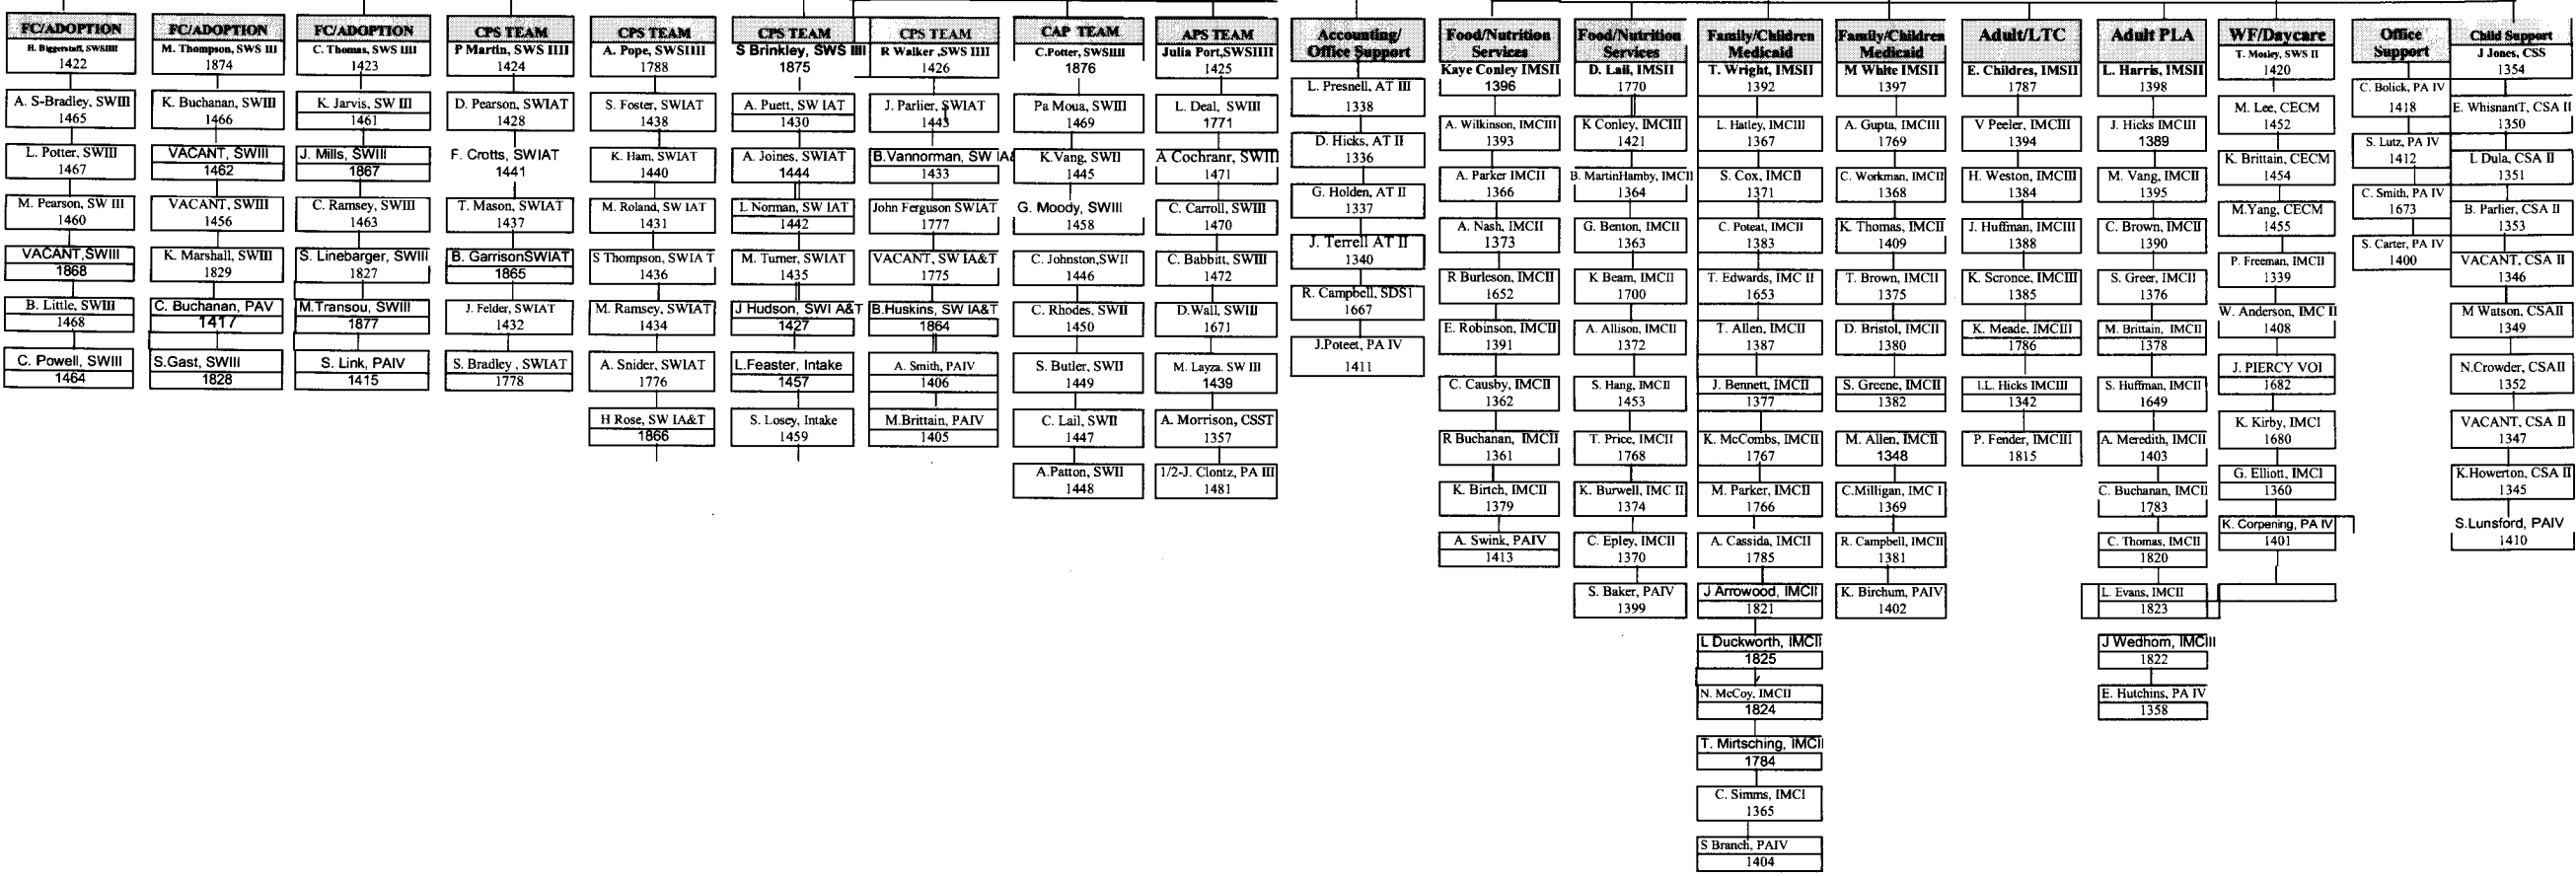 FC/ADOPTION
H. Biggerstaff, SWSIIII
1422
A. S-Bradley, SWIII
1465
L. Potter, SWIII
1467
M. Pearson, SW III
1460
VACANT,SWIII
1868
B. Little, SWIII
1468
C. Powell, SWIII
1464
FC/ADOPTION
M. Thompson, SWS III
1874
K. Buchanan, SWIII
1466
VACANT, SWIII
1462
VACANT, SWIII
1456
K. Marshall, SWIII
1829
C. Buchanan, PAV
1417
S.Gast, SWIII
1828
FC/ADOPTION
C. Thomas, SWS IIII
1423
K. Jarvis, SW III
1461
J. Mills, SWIII
1867
C. Ramsey, SWIII
1463
S. Linebarger, SWIII
1827
M.Transou, SWIII
1877
S. Link, PAIV
1415
CPS TEAM
P Martin, SWS IIII
1424
D. Pearson, SWIAT
1428
F. Crotts, SWIAT
1441
T. Mason, SWIAT
1437
B. GarrisonSWIAT
1865
J. Felder, SWIAT
1432
S. Bradley , SWIAT
1778
CPS TEAM
A. Pope, SWSIIII
1788
S. Foster, SWIAT
1438
K. Ham, SWIAT
1440
M. Roland, SW IAT
1431
S Thompson, SWIA T
1436
M. Ramsey, SWIAT
1434
A. Snider, SWIAT
1776
H Rose, SW IA&T
1866
CPS TEAM
S Brinkley, SWS IIII
1875
A. Puett, SW IAT
1430
A. Joines, SWIAT
1444
L. Norman, SW IAT
1442
M. Turner, SWIAT
1435
J Hudson, SWI A&T
1427
L.Feaster, Intake
1457
S. Losey, Intake
1459
CPS TEAM
R Walker ,SWS IIII
1426
J. Parlier, SWIAT
1443
B.Vannorman, SW IA&
1433
John Ferguson SWIAT
1777
VACANT, SW IA&T
1775
B.Huskins, SW IA&T
1864
A. Smith, PAIV
1406
M.Brittain, PAIV
1405
CAP TEAM
C.Potter, SWSIIII
1876
Pa Moua, SWIII
1469
K.Vang, SWII
1445
G. Moody, SWIII
1458
C. Johnston,SWII
1446
C. Rhodes, SWII
1450
S. Butler, SWII
1449
C. Lail, SWII
1447
A.Patton, SWII
1448
APS TEAM
Julia Port,SWSIIII
1425
L. Deal, SWIII
1771
A Cochranr, SWIII
1471
C. Carroll, SWIII
1470
C. Babbitt, SWIII
1472
D.Wall, SWIII
1671
M. Layza. SW III
1439
A. Morrison, CSST
1357
1/2-J. Clontz, PA III
1481
Accounting/
Office Support
L. Presnell, AT III
1338
D. Hicks, AT II
1336
G. Holden, AT II
1337
J. Terrell AT II
1340
R. Campbell, SDS1
1667
J.Poteet, PA IV
1411
Food/Nutrition
Services
Kaye Conley IMSII
1396
A. Wilkinson, IMCIII
1393
A. Parker IMCII
1366
A. Nash, IMCII
1373
R Burleson, IMCII
1652
E. Robinson, IMCII
1391
C. Causby, IMCII
1362
R Buchanan, IMCII
1361
K. Birtch, IMCII
1379
A. Swink, PAIV
1413
Food/Nutrition
Services
D. Lail, IMSII
1770
K Conley, IMCIII
1421
B. MartinHamby, IMCII
1364
G. Benton, IMCII
1363
K Beam, IMCII
1700
A. Allison, IMCII
1372
S. Hang, IMCII
1453
T. Price, IMCII
1768
K. Burwell, IMC II
1374
C. Epley, IMCII
1370
S. Baker, PAIV
1399
Family/Children
Medicaid
T. Wright, IMSII
1392
L. Hatley, IMCIII
1367
S. Cox, IMCII
1371
C. Poteat, IMCII
1383
T. Edwards, IMC II
1653
T. Allen, IMCII
1387
J. Bennett, IMCII
1377
K. McCombs, IMCII
1767
M. Parker, IMCII
1766
A. Cassida, IMCII
1785
J Arrowood, IMCII
1821
L Duckworth, IMCII
1825
N. McCoy, IMCII
1824
T. Mirtsching, IMCII
1784
C. Simms, IMCI
1365
S Branch, PAIV
1404
Family/Children
Medicaid
M White IMSII
1397
A. Gupta, IMCIII
1769
C. Workman, IMCII
1368
K. Thomas, IMCII
1409
T. Brown, IMCII
1375
D. Bristol, IMCII
1380
S. Greene, IMCII
1382
M. Allen, IMCII
1348
C.Milligan, IMC I
1369
R. Campbell, IMCII
1381
K. Birchum, PAIV
1402
Adult/LTC
E. Childres, IMSII
1787
V Peeler, IMCIII
1394
H. Weston, IMCIII
1384
J. Huffman, IMCIII
1388
K. Scronce, IMCIII
1385
K. Meade, IMCIII
1786
I.L. Hicks IMCIII
1342
P. Fender, IMCIII
1815
Adult PLA
L. Harris, IMSII
1398
J. Hicks IMCIII
1389
M. Vang, IMCII
1395
C. Brown, IMCII
1390
S. Greer, IMCII
1376
M. Brittain, IMCII
1378
S. Huffman, IMCII
1649
A. Meredith, IMCII
1403
C. Buchanan, IMCII
1783
C. Thomas, IMCII
1820
L. Evans, IMCII
1823
J Wedhorn, IMCIII
1822
E. Hutchins, PA IV
1358
WF/Daycare
T. Mosley, SWS II
1420
M. Lee, CECM
1452
K. Brittain, CECM
1454
M.Yang, CECM
1455
P. Freeman, IMCII
1339
W. Anderson, IMC II
1408
J. PIERCY VOI
1682
K. Kirby, IMCI
1680
G. Elliott, IMCI
1360
K. Corpening, PA IV
1401
Office
Support
C. Bolick, PA IV
1418
S. Lutz, PA IV
1412
C. Smith, PA IV
1673
S. Carter, PA IV
1400
Child Support
J Jones, CSS
1354
E. WhisnantT, CSA II
1350
L Dula, CSA II
1351
B. Parlier, CSA II
1353
VACANT, CSA II
1346
M Watson, CSAII
1349
N.Crowder, CSAII
1352
VACANT, CSA II
1347
K.Howerton, CSA II
1345
S.Lunsford, PAIV
1410